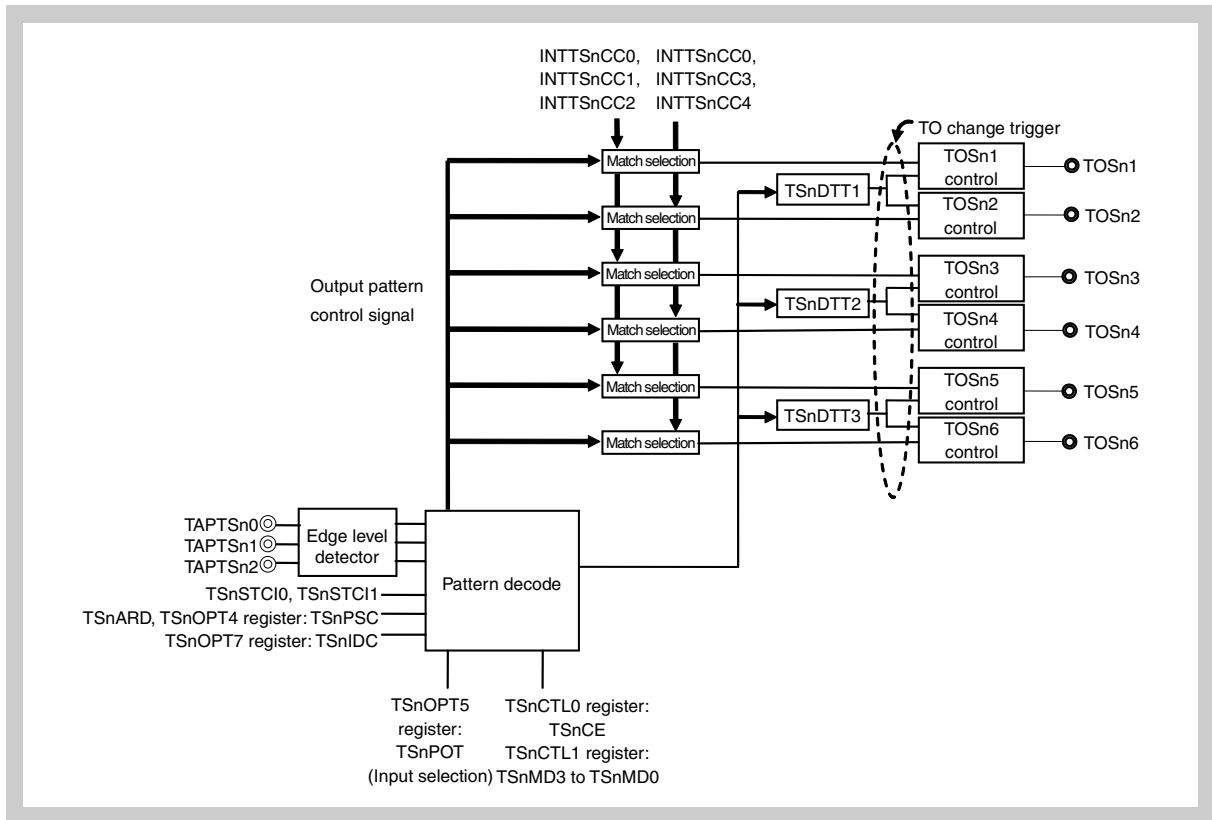 INTTSnCC0, INTTSnCC0,
INTTSnCC1, INTTSnCC3,
INTTSnCC2 INTTSnCC4
TO change trigger
Match selection
TSnDTT1
TOSn1
control
TOSn1
Match selection
TOSn2
control
TOSn2
Output pattern
control signal
Match selection
TSnDTT2
TOSn3
control
TOSn3
Match selection
TOSn4
control
TOSn4
Match selection
TSnDTT3
TOSn5
control
TOSn5
Match selection
TOSn6
control
TOSn6
TAPTSn0
TAPTSn1
TAPTSn2
Edge level
detector
Pattern decode
TSnSTCI0, TSnSTCI1
TSnARD, TSnOPT4 register: TSnPSC
TSnOPT7 register: TSnIDC
TSnOPT5
register:
TSnPOT
(Input selection)
TSnCTL0 register:
TSnCE
TSnCTL1 register:
TSnMD3 to TSnMD0